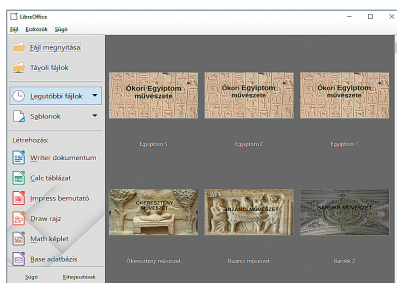 LibreOffice
Fájl Eszközök Súgó
Fájl megnyitása
Távoli fájlok
Legutóbbi fájlok
Sablonok
Létrehozás:
Writer dokumentum
Calc táblázat
Impress bemutató
Draw rajz
Math képlet
Base adatbázis
Súgó Kiterjesztések
Ókori Egyiptom művészete
Ókori Egyiptom művészete
Ókori Egyiptom művészete
Egyiptom 3
Egyiptom 2
Egyiptom 1
ÓKERESZTÉNY
MŰVÉSZET
BIZÁNCI MŰVÉSZET
BAROKK MŰVÉSZET
Ókeresztény művészet
Bizánci művészet
Barokk 2